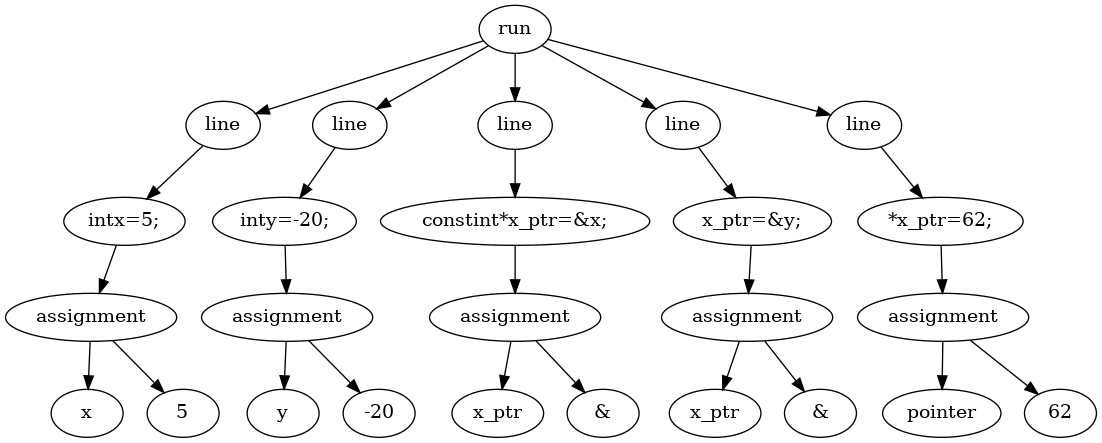 run
line line line line line
intx=5; inty=-20; constint*x_ptr=&x; x_ptr=&y; *x_ptr=62;
assignment assignment assignment assignment assignment
x 5 y -20 x_ptr & x_ptr & pointer 62